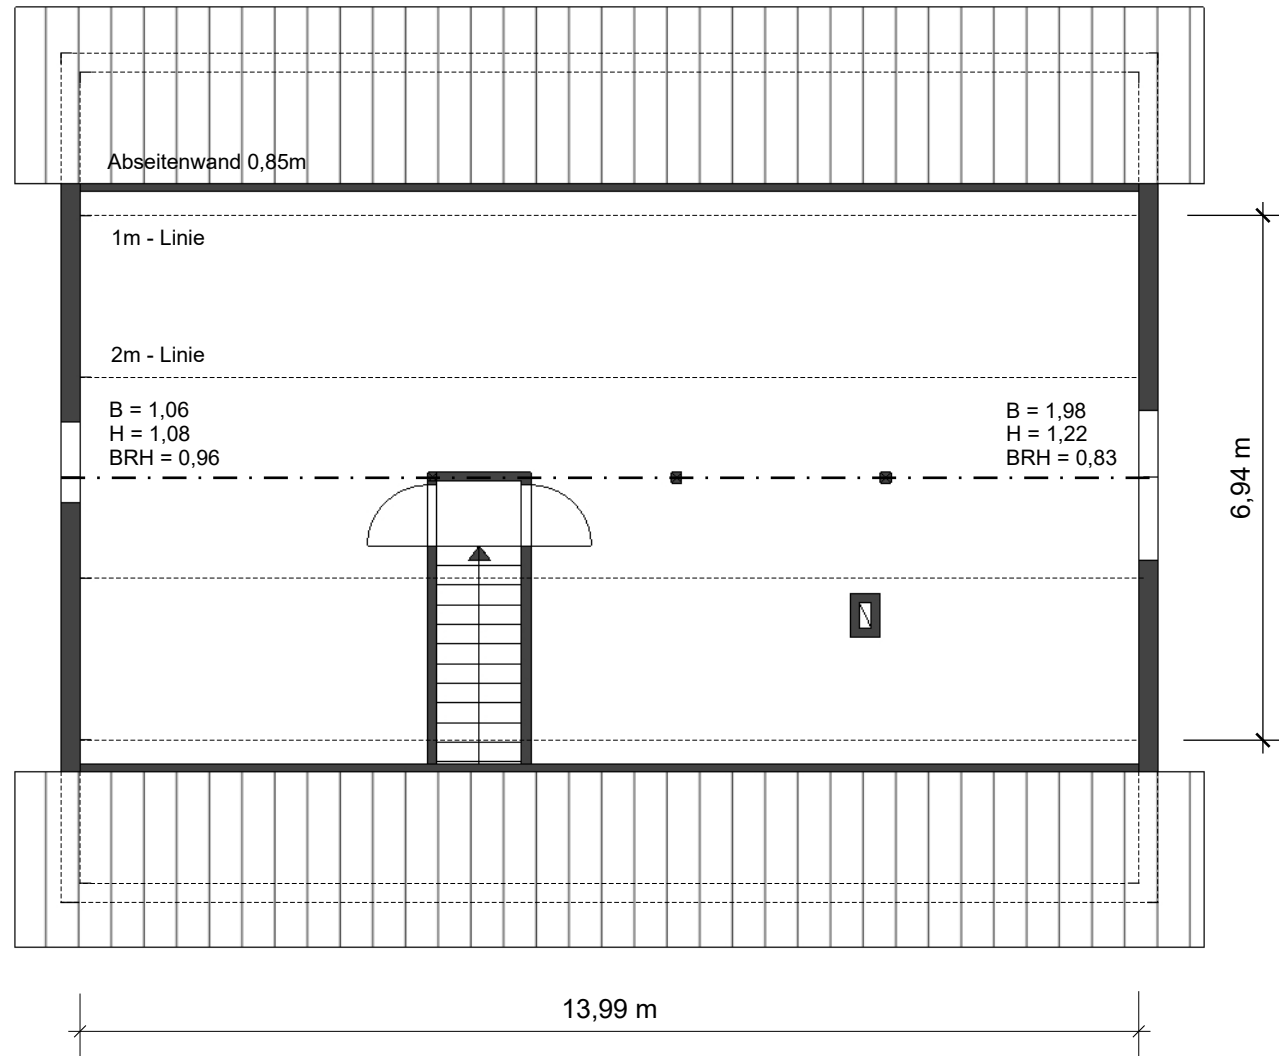 Abseitenwand 0,85m
1m - Linie
2m - Linie
B = 1,06
H = 1,08
BRH = 0,96
B = 1,98
H = 1,22
BRH = 0,83
6,94 m
13,99 m